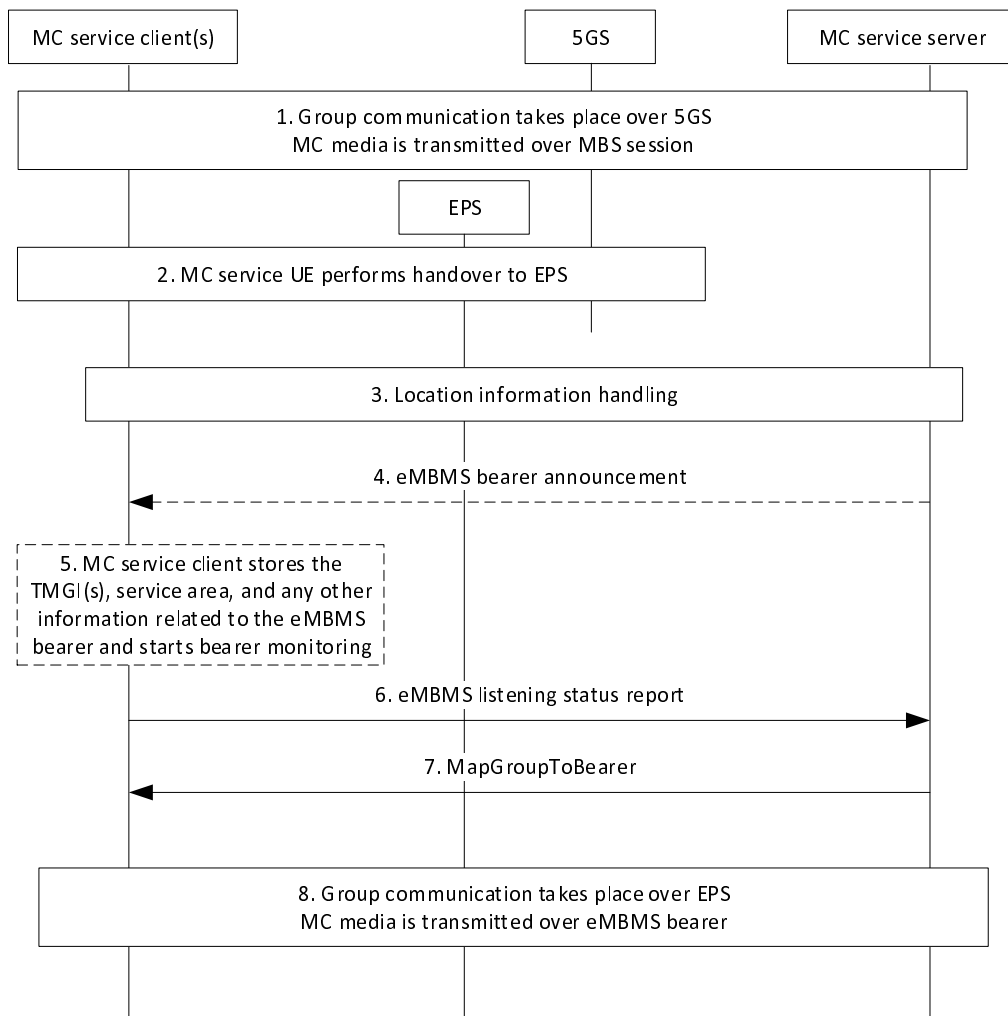 MC service client(s)
5GS
MC service server
1. Group communication takes place over 5GS
MC media is transmitted over MBS session
EPS
2. MC service UE performs handover to EPS
3. Location information handling
4. eMBMS bearer announcement
5. MC service client stores the
TMGI(s), service area, and any other
information related to the eMBMS
bearer and starts bearer monitoring
6. eMBMS listening status report
7. MapGroupToBearer
8. Group communication takes place over EPS
MC media is transmitted over eMBMS bearer